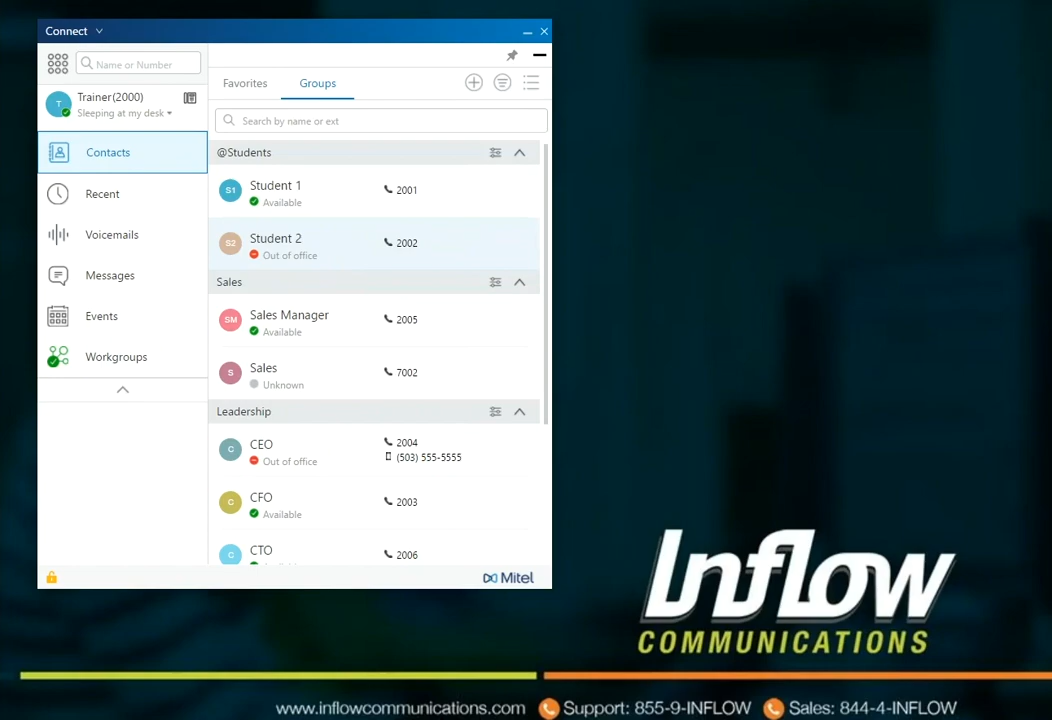 Connect
Name or Number
T
Trainer(2000)
Sleeping at my desk
Contacts
Recent
Voicemails
Messages
Events
Workgroups
Favorites
Groups
Search by name or ext
@Students
S1
Student 1
Available
2001
S2
Student 2
Out of office
2002
Sales
SM
Sales Manager
Available
2005
S
Sales
Unknown
7002
Leadership
C
CEO
Out of office
2004
(503) 555-5555
C
CFO
Available
2003
C
CTO
2006
Mitel
Inflow
COMMUNICATIONS
www.inflowcommunications.com Support: 855-9-INFLOW Sales: 844-4-INFLOW